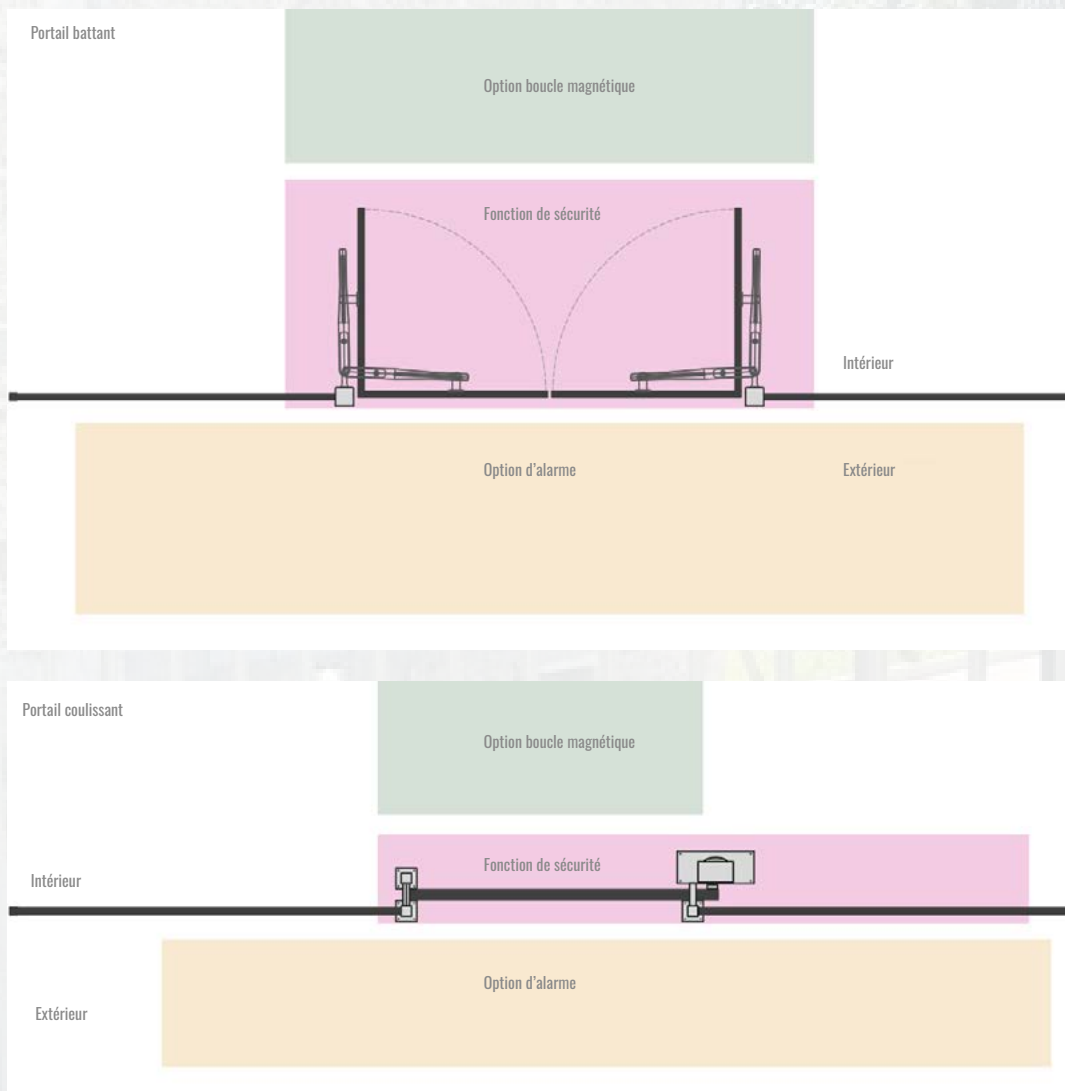 Portail battant
Option boucle magnétique
Fonction de sécurité
Intérieur
Option d'alarme
Extérieur
Portail coulissant
Option boucle magnétique
Fonction de sécurité
Intérieur
Option d'alarme
Extérieur